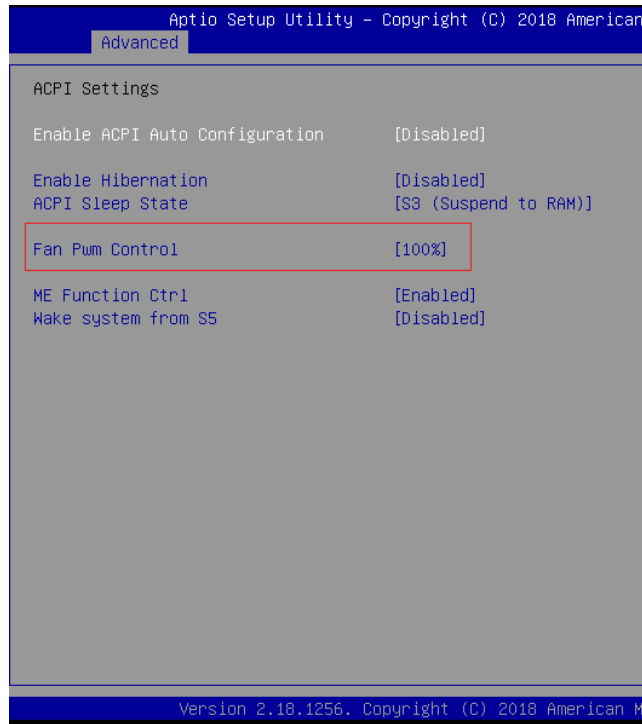 Aptio Setup Utility – Copyright (C) 2018 American
Advanced
ACPI Settings
Enable ACPI Auto Configuration [Disabled]
Enable Hibernation [Disabled]
ACPI Sleep State [S3 (Suspend to RAM)]
Fan Pwm Control [100%]
ME Function Ctrl [Enabled]
Wake system from S5 [Disabled]
Version 2.18.1256. Copyright (C) 2018 American M